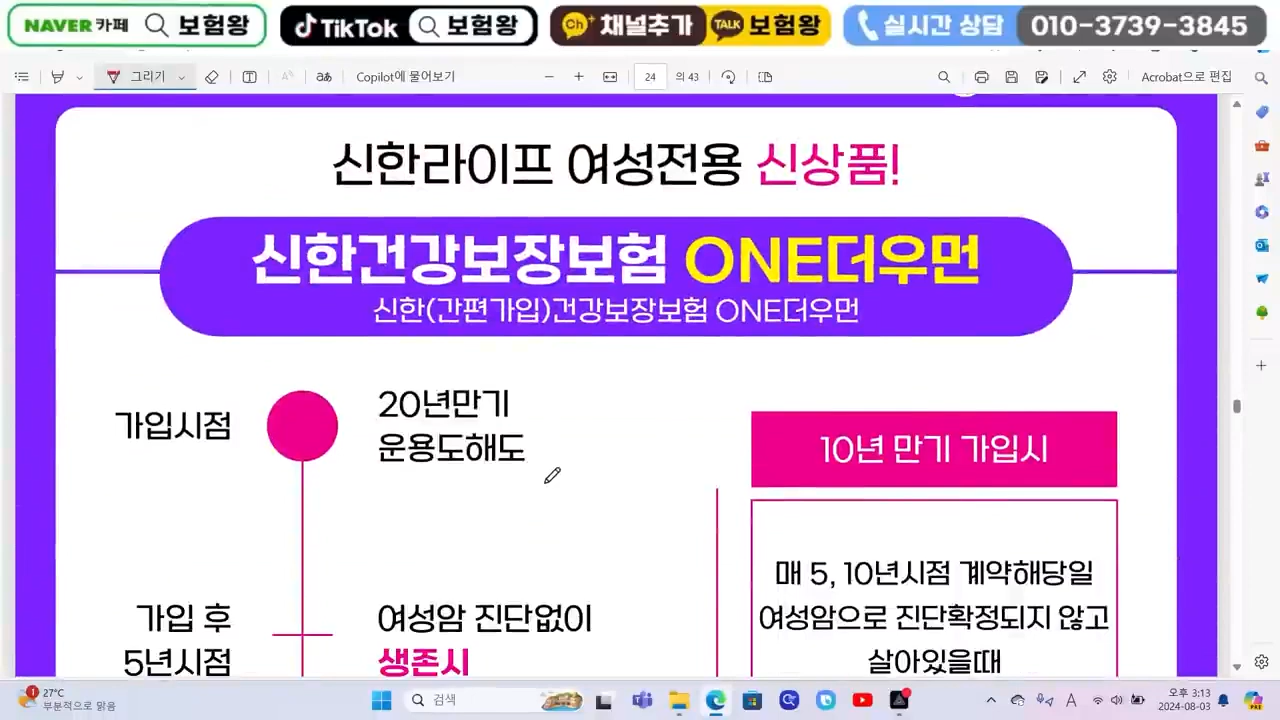 NAVER 카페 보험왕
TikTok 보험왕
Ch+ 채널추가 TALK 보험왕
실시간 상담 010-3739-3845
그리기 Copilot에 물어보기 24 의 43 Acrobat으로 편집
신한라이프 여성전용 신상품!
신한건강보장보험 ONE더우먼
신한(간편가입)건강보장보험 ONE더우먼
가입시점
20년만기
운용도해도
10년 만기 가입시
가입 후
5년시점
여성암 진단없이
생존시
매 5, 10년시점 계약해당일
여성암으로 진단확정되지 않고
살아있을때
1
27°C
부분적으로 맑음
검색
A
오후 3:13
2024-08-03